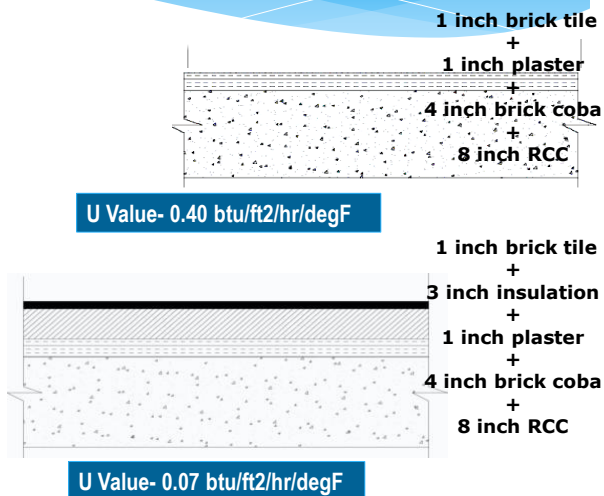 1 inch brick tile
+
1 inch plaster
+
4 inch brick coba
+
8 inch RCC
U Value- 0.40 btu/ft2/hr/degF
1 inch brick tile
+
3 inch insulation
+
1 inch plaster
+
4 inch brick coba
+
8 inch RCC
U Value- 0.07 btu/ft2/hr/degF